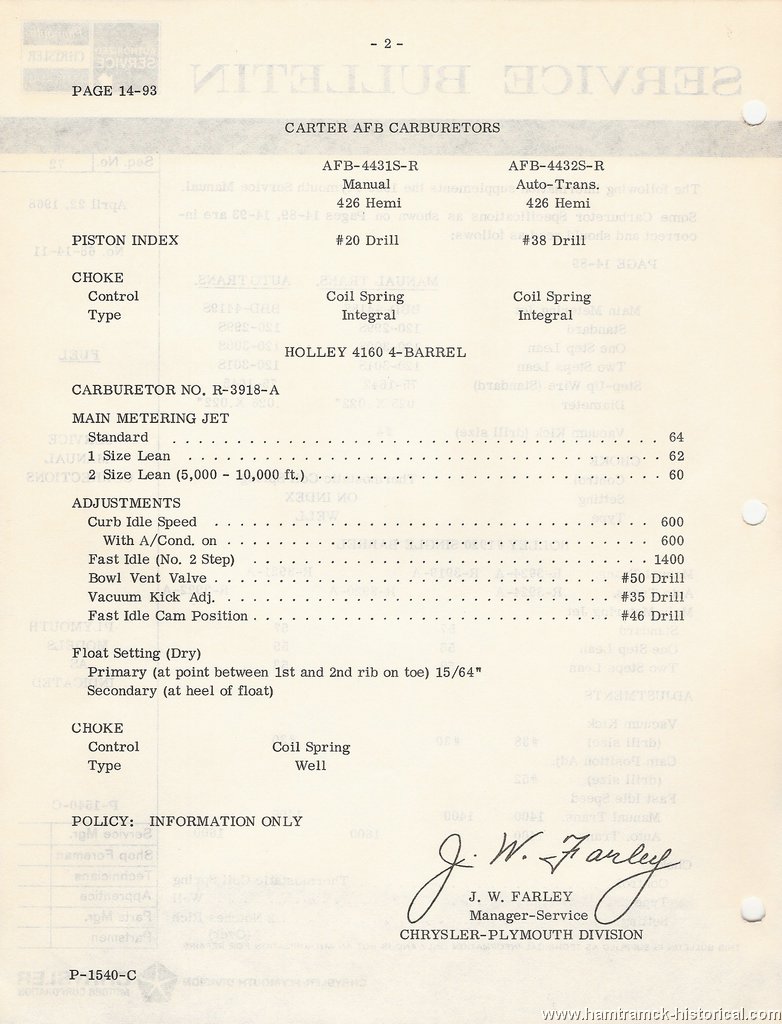 - 2 -
PAGE 14-93
CARTER AFB CARBURETORS
AFB-4431S-R AFB-4432S-R
Manual Auto-Trans.
426 Hemi 426 Hemi
PISTON INDEX #20 Drill #38 Drill
CHOKE
Control Coil Spring Coil Spring
Type Integral Integral
HOLLEY 4160 4-BARREL
CARBURETOR NO. R-3918-A
MAIN METERING JET
Standard . . . . . . . . . . . . . . . . . . . . 64
1 Size Lean . . . . . . . . . . . . . . . . . . . . 62
2 Size Lean (5,000 - 10,000 ft.) . . . . . . . . . . . . . . . . . . . . 60
ADJUSTMENTS
Curb Idle Speed . . . . . . . . . . . . . . . . . . . . 600
With A/Cond. on . . . . . . . . . . . . . . . . . . . . 600
Fast Idle (No. 2 Step) . . . . . . . . . . . . . . . . . . . . 1400
Bowl Vent Valve . . . . . . . . . . . . . . . . . . . . #50 Drill
Vacuum Kick Adj. . . . . . . . . . . . . . . . . . . . . #35 Drill
Fast Idle Cam Position . . . . . . . . . . . . . . . . . . . . #46 Drill
Float Setting (Dry)
Primary (at point between 1st and 2nd rib on toe) 15/64"
Secondary (at heel of float)
CHOKE
Control Coil Spring
Type Well
POLICY: INFORMATION ONLY
J. W. Farley
J. W. FARLEY
Manager-Service
CHRYSLER-PLYMOUTH DIVISION
P-1540-C
www.hamtramck-historical.com